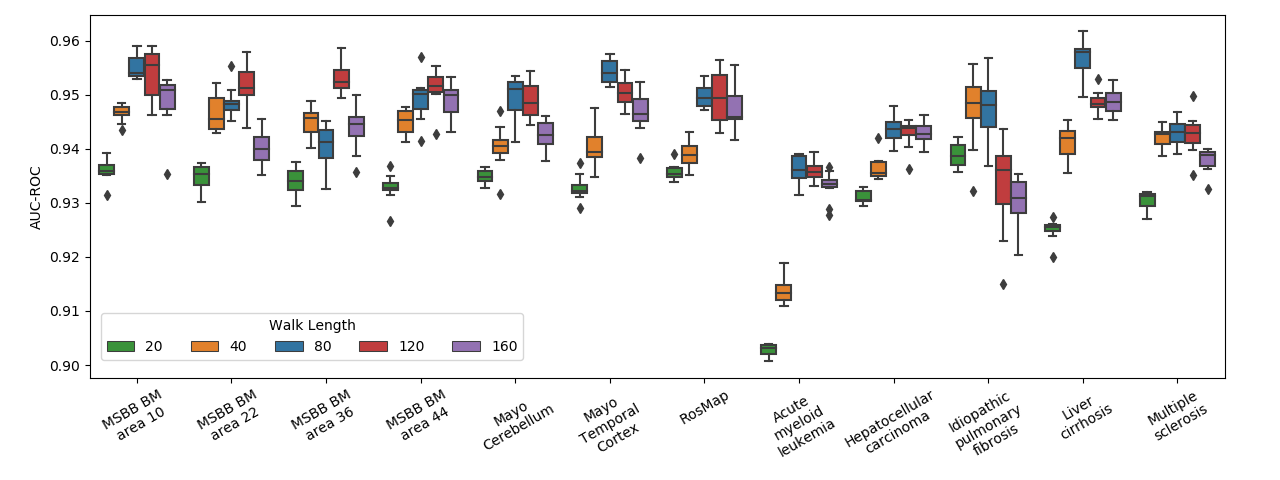 0.96
0.95
0.94
0.93
0.92
0.91
0.90
AUC-ROC
Walk Length
20 40 80 120 160
MSBB BM
area 10
MSBB BM
area 22
MSBB BM
area 36
MSBB BM
area 44
Mayo
Cerebellum
Mayo
Temporal
Cortex
RosMap
Acute
myeloid
leukemia
Hepatocellular
carcinoma
Idiopathic
pulmonary
fibrosis
Liver
cirrhosis
Multiple
sclerosis